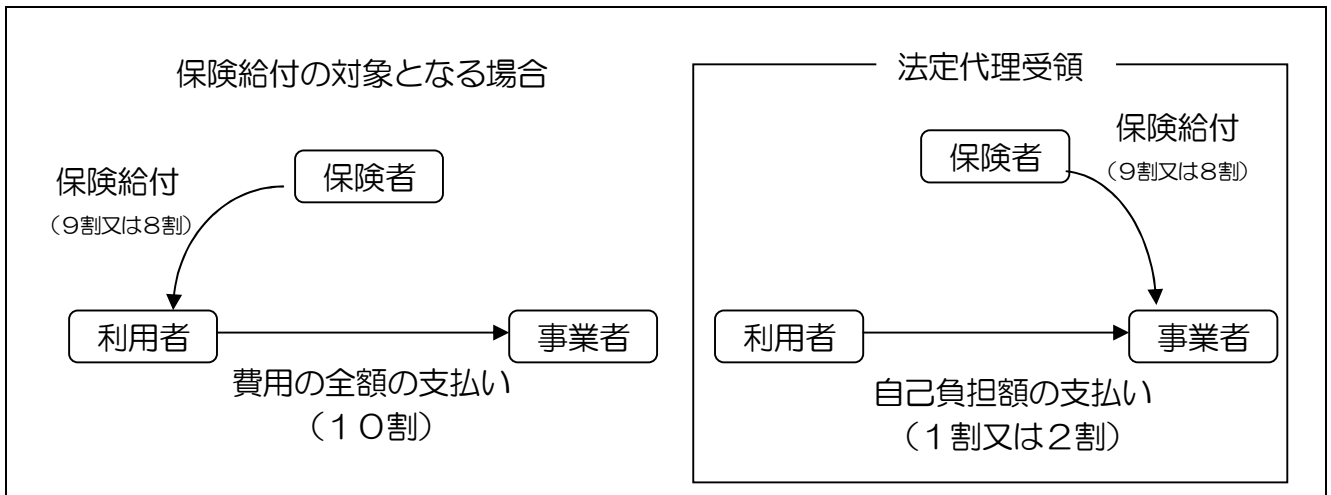 保険給付の対象となる場合
保険者
保険給付
(9割又は8割)
利用者
事業者
費用の全額の支払い
(10割)
法定代理受領
保険給付
(9割又は8割)
保険者
利用者
事業者
自己負担額の支払い
(1割又は2割)